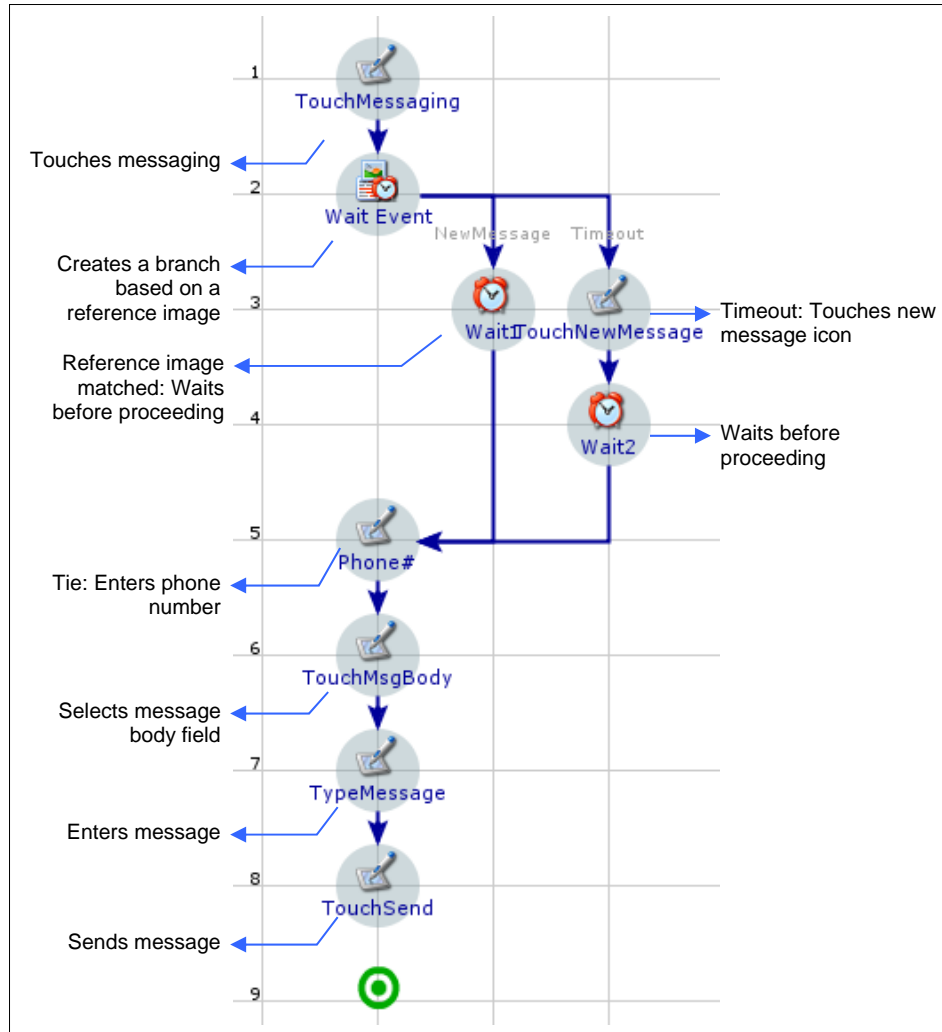 1
TouchMessaging
Touches messaging
2
Wait Event
NewMessage Timeout
Creates a branch
based on a
reference image
3
Wait1 TouchNewMessage
Timeout: Touches new
message icon
Reference image
matched: Waits
before proceeding
4
Wait2
Waits before
proceeding
5
Phone#
Tie: Enters phone
number
6
TouchMsgBody
Selects message
body field
7
TypeMessage
Enters message
8
TouchSend
Sends message
9